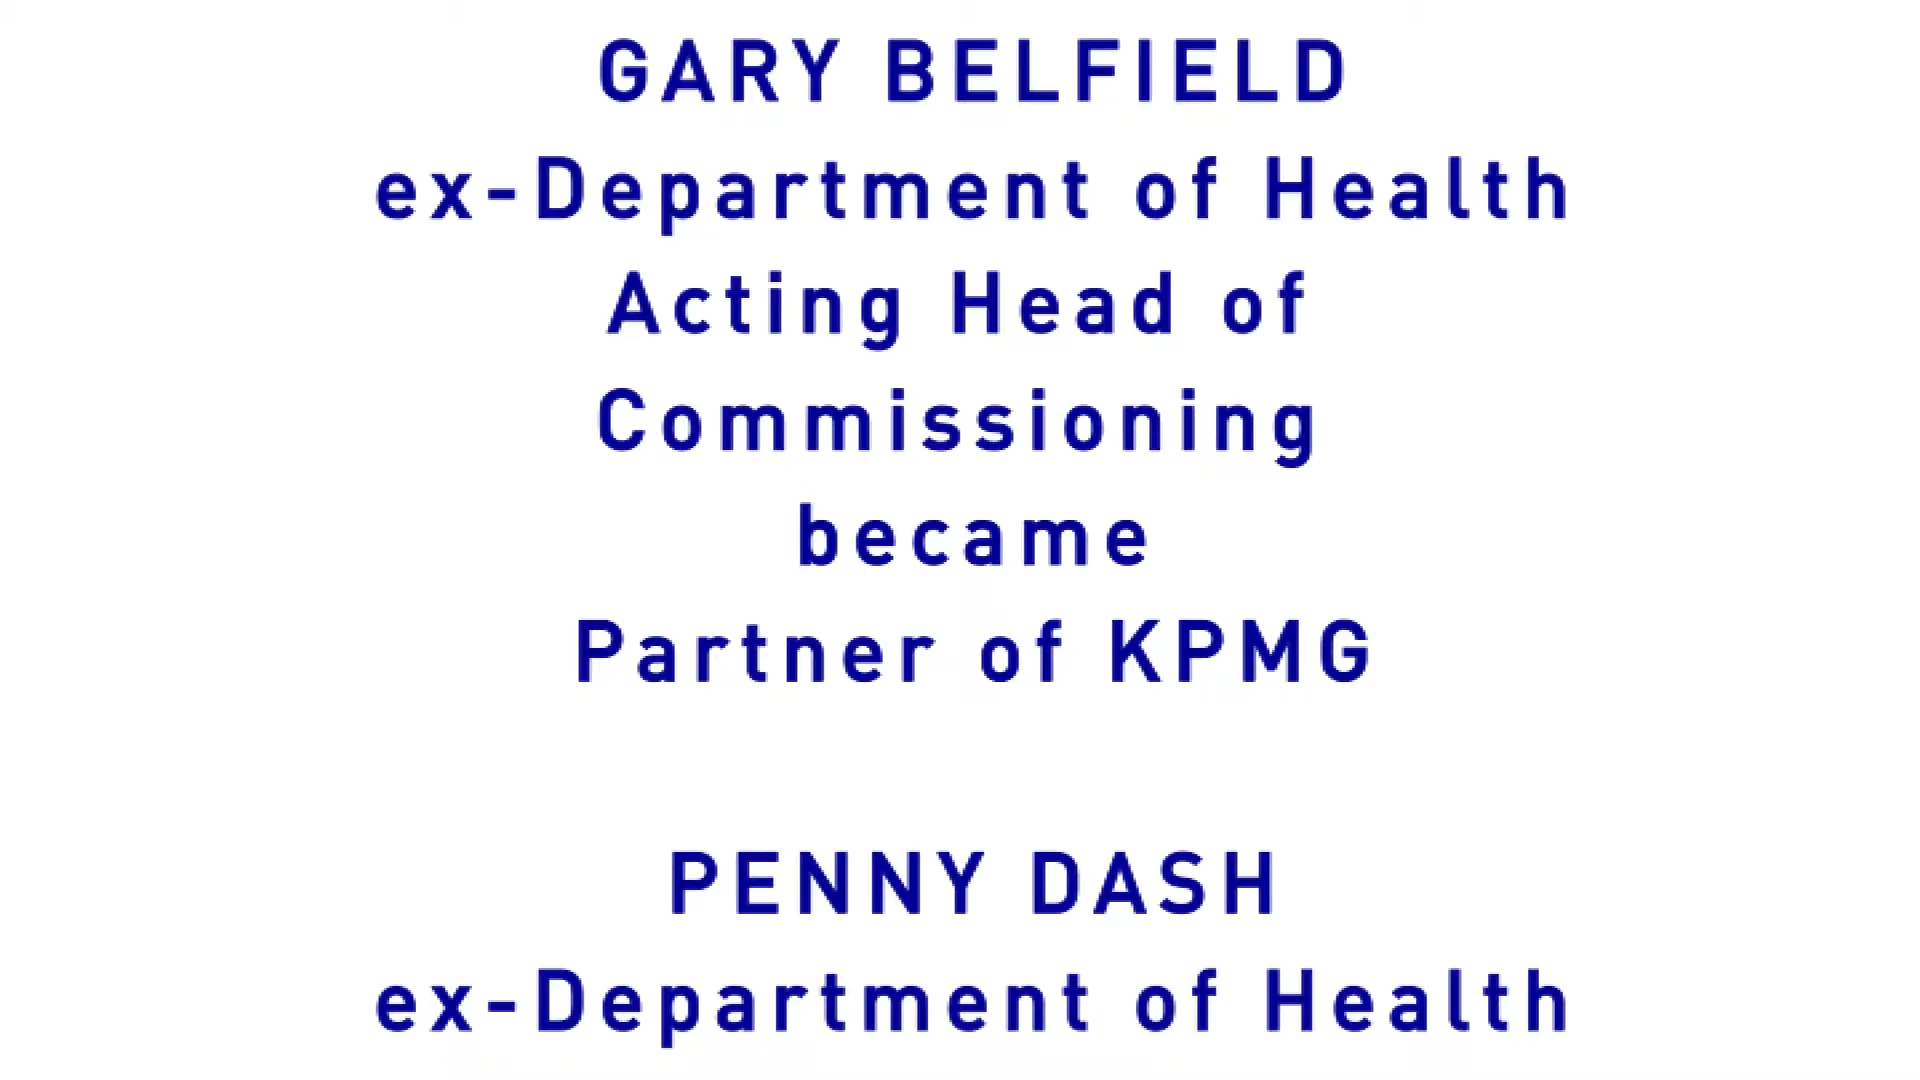 GARY BELFIELD
ex-Department of Health
Acting Head of
Commissioning
became
Partner of KPMG
PENNY DASH
ex-Department of Health